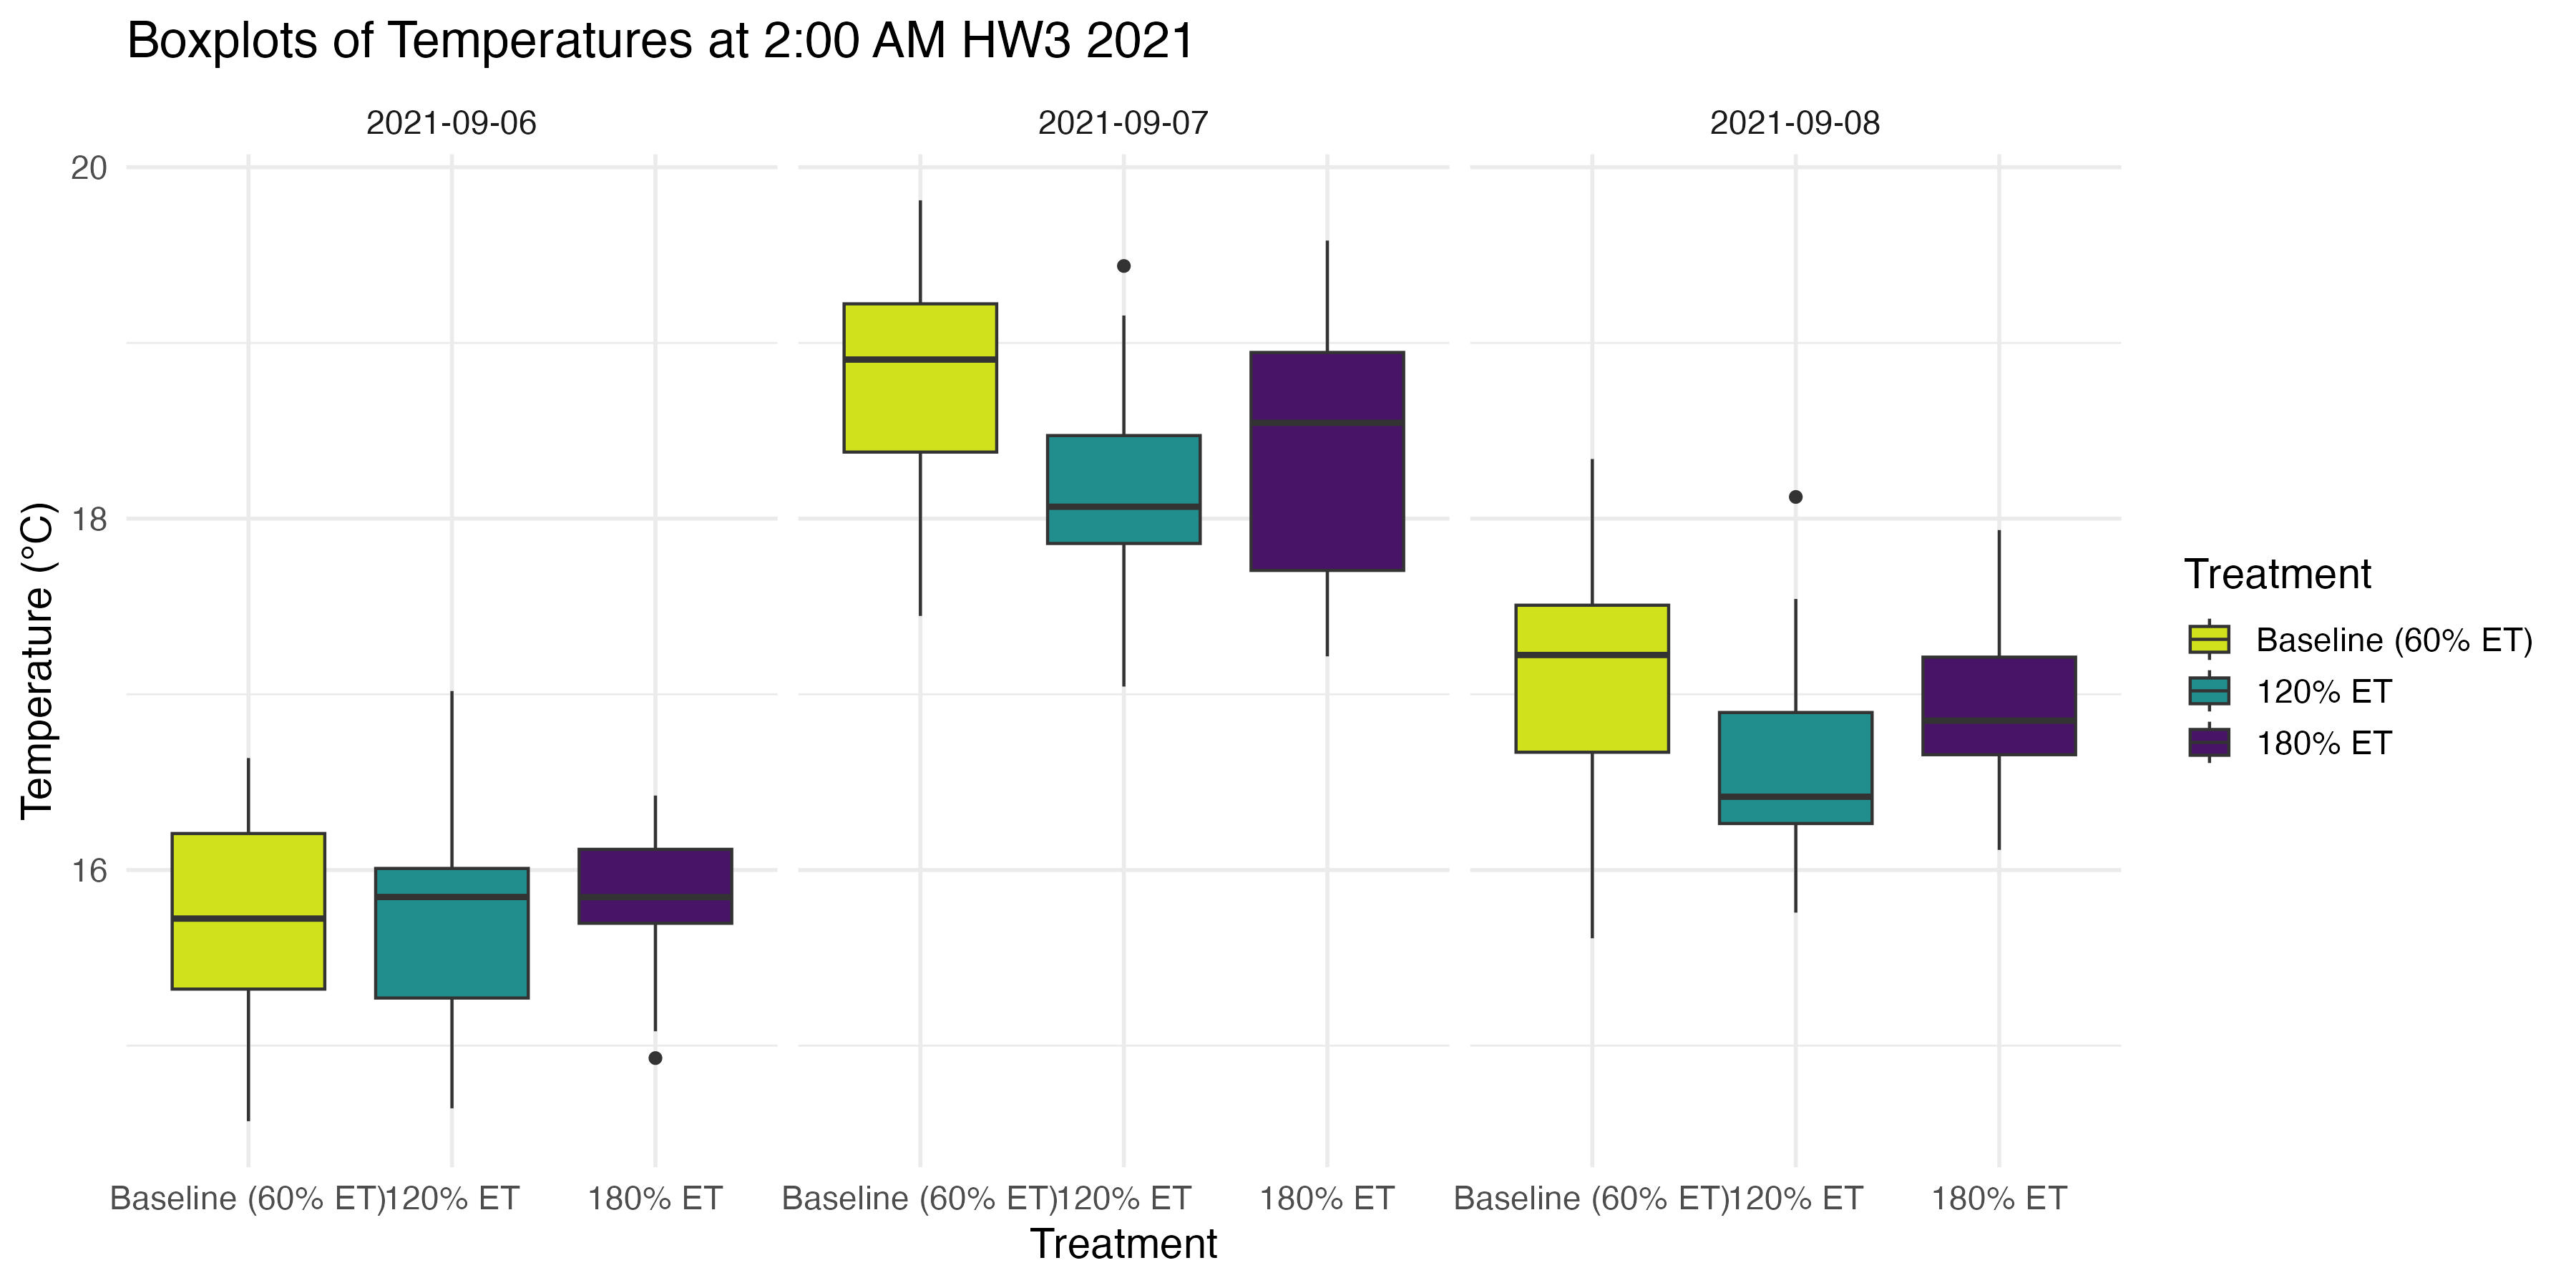 Boxplots of Temperatures at 2:00 AM HW3 2021
2021-09-06 2021-09-07 2021-09-08
20
18
16
Temperature (°C)
Baseline (60% ET) 120% ET 180% ET Baseline (60% ET) 120% ET 180% ET Baseline (60% ET) 120% ET 180% ET
Treatment
Treatment
Baseline (60% ET)
120% ET
180% ET